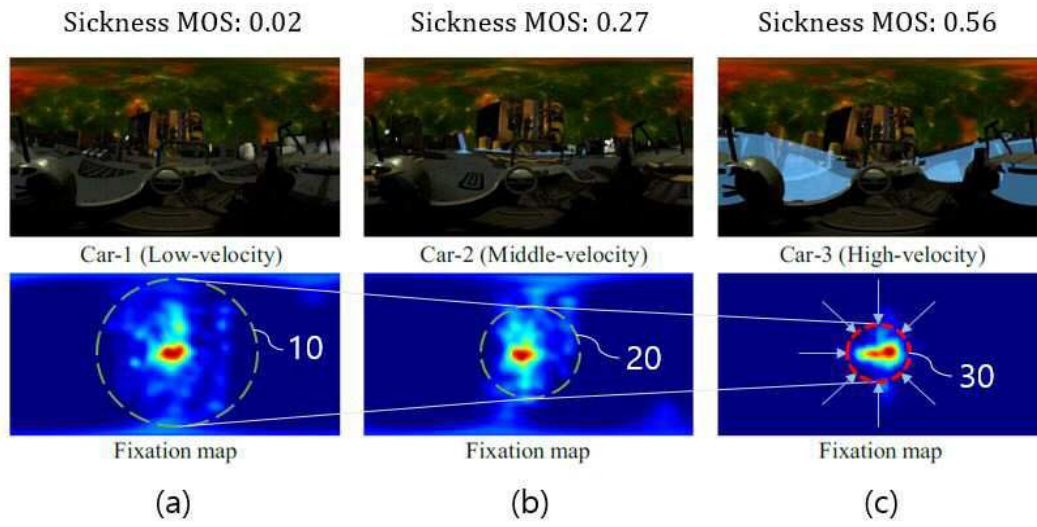 Sickness MOS: 0.02 Sickness MOS: 0.27 Sickness MOS: 0.56
Car-1 (Low-velocity) Car-2 (Middle-velocity) Car-3 (High-velocity)
10 20 30
Fixation map Fixation map Fixation map
(a) (b) (c)